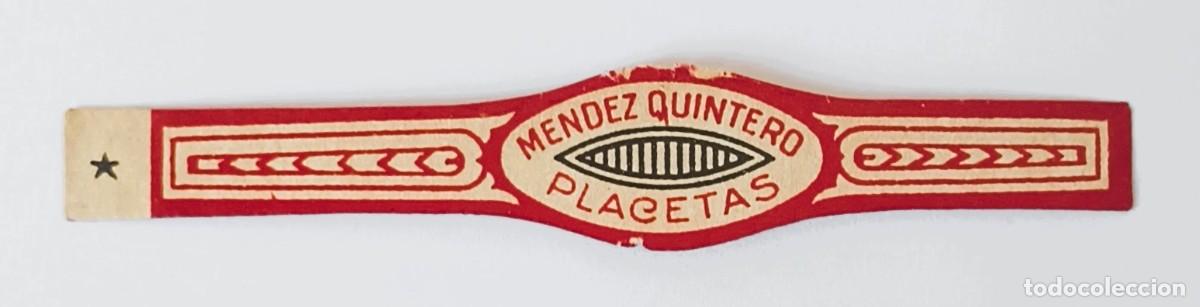 MENDEZ QUINTERO
PLACETAS
todocoleccion